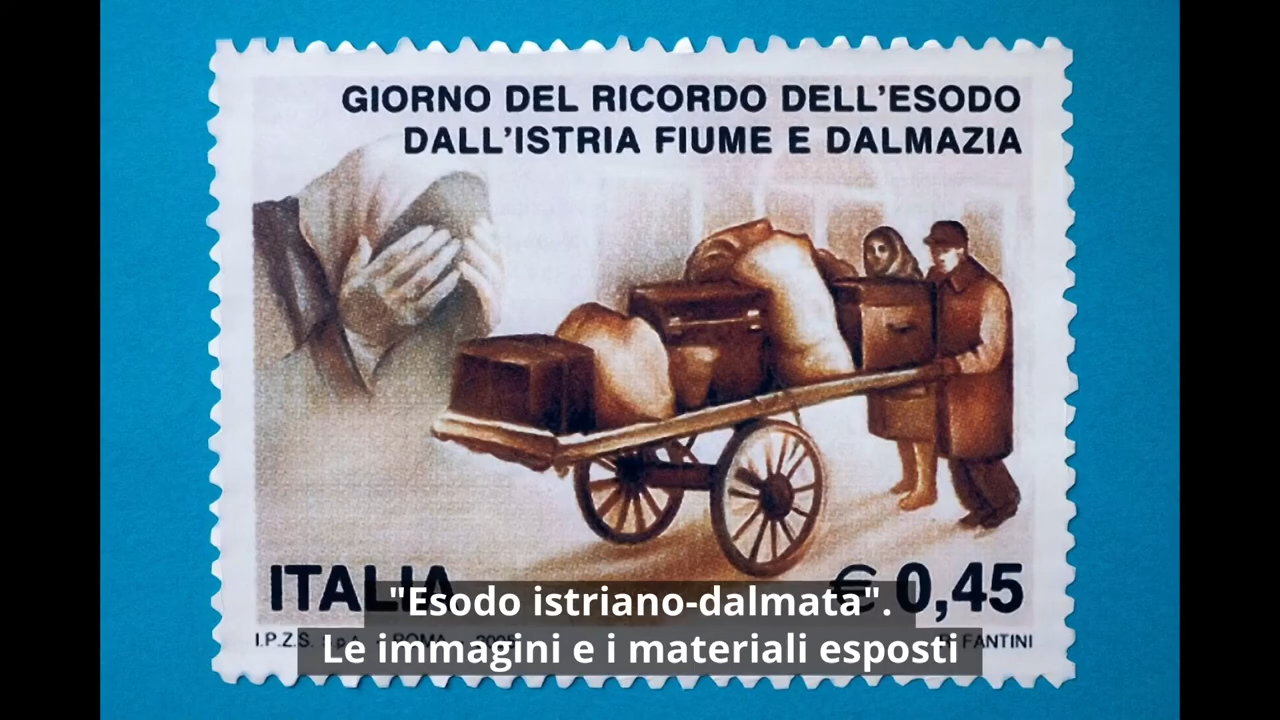 GIORNO DEL RICORDO DELL'ESODO
DALL'ISTRIA FIUME E DALMAZIA
ITALIA € 0,45
I.P.Z.S. ROMA FANTINI
"Esodo istriano-dalmata".
Le immagini e i materiali esposti